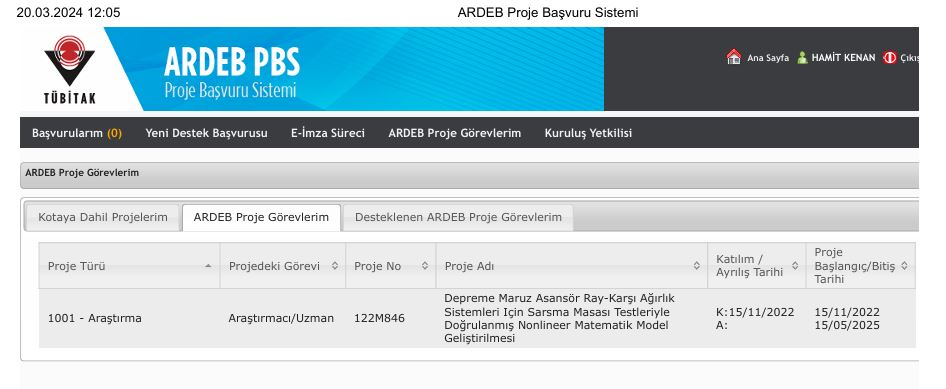 20.03.2024 12:05
ARDEB Proje Başvuru Sistemi
TÜBİTAK
ARDEB PBS
Proje Başvuru Sistemi
Ana Sayfa
HAMİT KENAN
Başvurularım (0)
Yeni Destek Başvurusu
E-İmza Süreci
ARDEB Proje Görevlerim
Kuruluş Yetkilisi
ARDEB Proje Görevlerim
Kotaya Dahil Projelerim
ARDEB Proje Görevlerim
Desteklenen ARDEB Proje Görevlerim
Proje Türü
Projedeki Görevi
Proje No
Proje Adı
Katılım /
Ayrılış Tarihi
Proje
Başlangıç/Bitiş
Tarihi
1001 - Araştırma
Araştırmacı/Uzman
122M846
Depreme Maruz Asansör Ray-Karşı Ağırlık
Sistemleri Için Sarsma Masası Testleriyle
Doğrulanmış Nonlineer Matematik Model
Geliştirilmesi
K:15/11/2022
A:
15/11/2022
15/05/2025